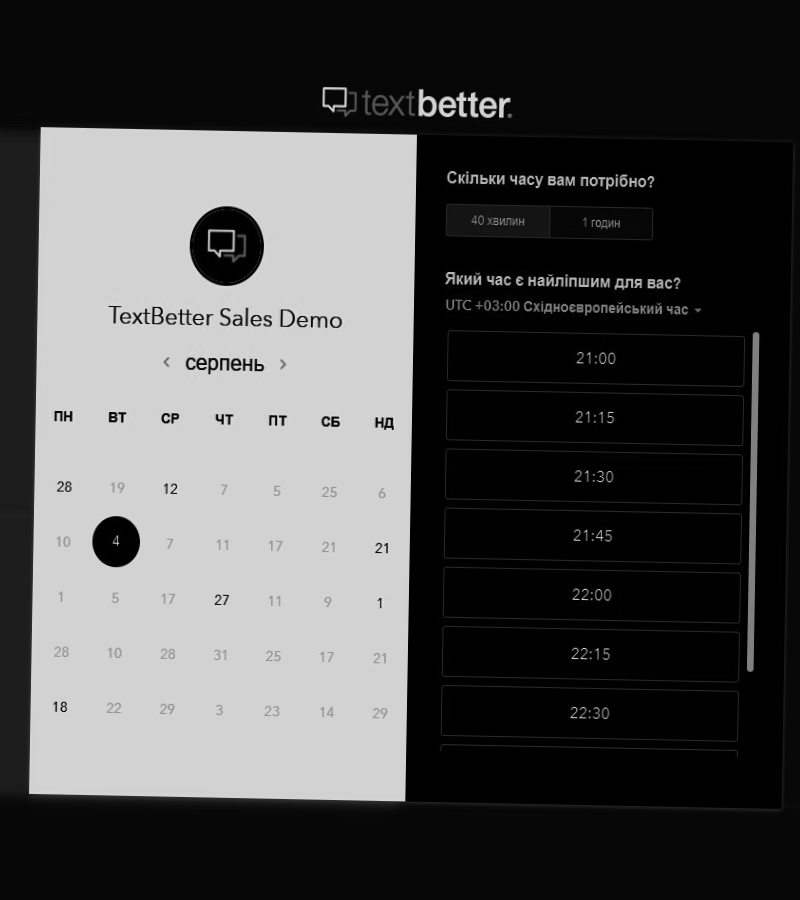 textbetter.
TextBetter Sales Demo
серпень
ПН ВТ СР ЧТ ПТ СБ НД
28 19 12 7 5 25 6
10 4 7 11 17 21 21
1 5 17 27 11 9 1
28 10 28 31 25 17 21
18 22 29 3 23 14 29
Скільки часу вам потрібно?
40 хвилин 1 годин
Який час є найліпшим для вас?
UTC +03:00 Східноєвропейський час
21:00
21:15
21:30
21:45
22:00
22:15
22:30